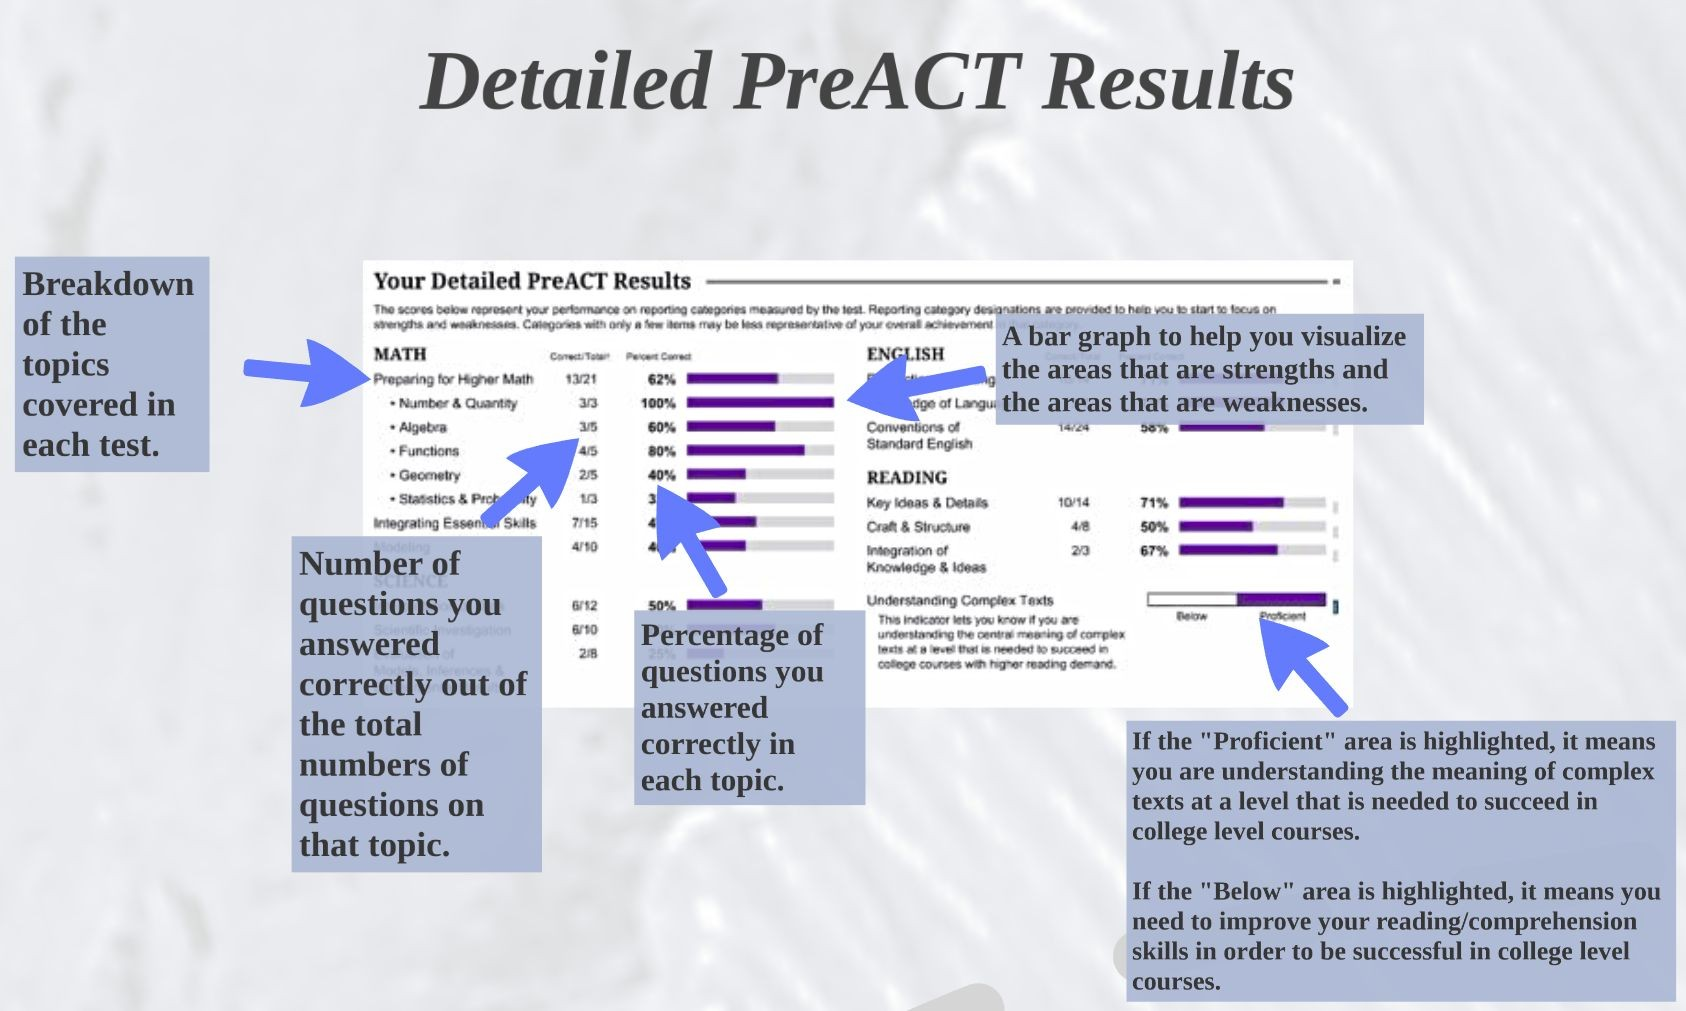 Detailed PreACT Results
Breakdown
of the
topics
covered in
each test.
Your Detailed PreACT Results
The scores below represent your performance on reporting categories measured by the test. Reporting category designations are provided to help you to start to focus on
strengths and weaknesses. Categories with only a few items may be less representative of your overall achievement
MATH Correct/Total Percent Correct
Preparing for Higher Math 13/21 62%
• Number & Quantity 3/3 100%
• Algebra 3/5 60%
• Functions 4/5 80%
• Geometry 2/5 40%
• Statistics & 1/3
Integrating Skills 7/15
Modeling 4/10
SCIENCE
6/12 50%
Scientific Investigation 6/10
2/8 25%
Models, Inferences &
ENGLISH
Conventions of 14/24 58%
Standard English
READING
Key Ideas & Details 10/14 71%
Craft & Structure 4/8 50%
Integration of 2/3 67%
Knowledge & Ideas
Understanding Complex Texts
Below Proficient
This indicator lets you know if you are
understanding the central meaning of complex
texts at a level that is needed to succeed in
college courses with higher reading demand.
A bar graph to help you visualize
the areas that are strengths and
the areas that are weaknesses.
Number of
questions you
answered
correctly out of
the total
numbers of
questions on
that topic.
Percentage of
questions you
answered
correctly in
each topic.
If the "Proficient" area is highlighted, it means
you are understanding the meaning of complex
texts at a level that is needed to succeed in
college level courses.
If the "Below" area is highlighted, it means you
need to improve your reading/comprehension
skills in order to be successful in college level
courses.